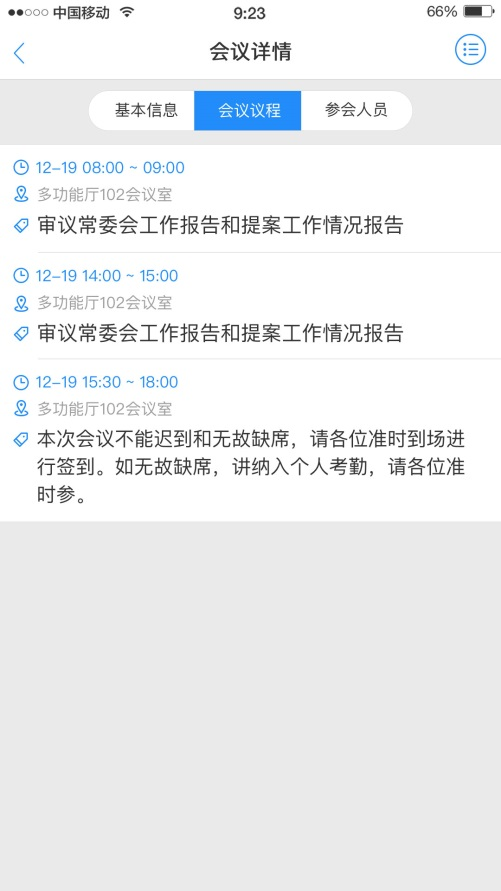 中国移动 9:23 66%
会议详情
基本信息 会议议程 参会人员
12-19 08:00 ~ 09:00
多功能厅102会议室
审议常委会工作报告和提案工作情况报告
12-19 14:00 ~ 15:00
多功能厅102会议室
审议常委会工作报告和提案工作情况报告
12-19 15:30 ~ 18:00
多功能厅102会议室
本次会议不能迟到和无故缺席，请各位准时到场进
行签到。如无故缺席，讲纳入个人考勤，请各位准
时参。